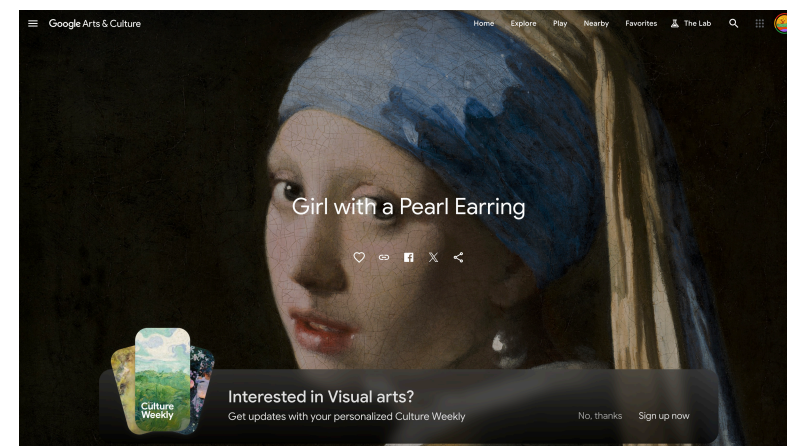 Google Arts & Culture
Home Explore Play Nearby Favorites The Lab
Girl with a Pearl Earring
Culture
Weekly
Interested in Visual arts?
Get updates with your personalized Culture Weekly
No, thanks Sign up now